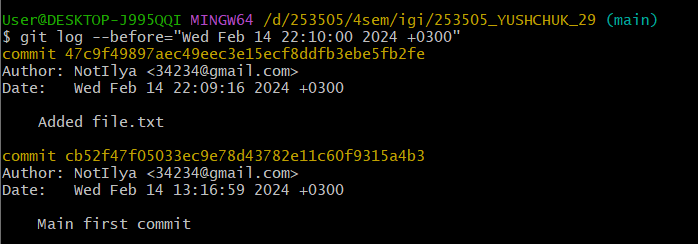 User@DESKTOP-J995QQI MINGW64 /d/253505/4sem/igi/253505_YUSHCHUK_29 (main)
$ git log --before="Wed Feb 14 22:10:00 2024 +0300"
commit 47c9f49897aec49eec3e15ecf8ddfb3ebe5fb2fe
Author: NotIlya <34234@gmail.com>
Date:   Wed Feb 14 22:09:16 2024 +0300
    Added file.txt
commit cb52f47f05033ec9e78d43782e11c60f9315a4b3
Author: NotIlya <34234@gmail.com>
Date:   Wed Feb 14 13:16:59 2024 +0300
    Main first commit